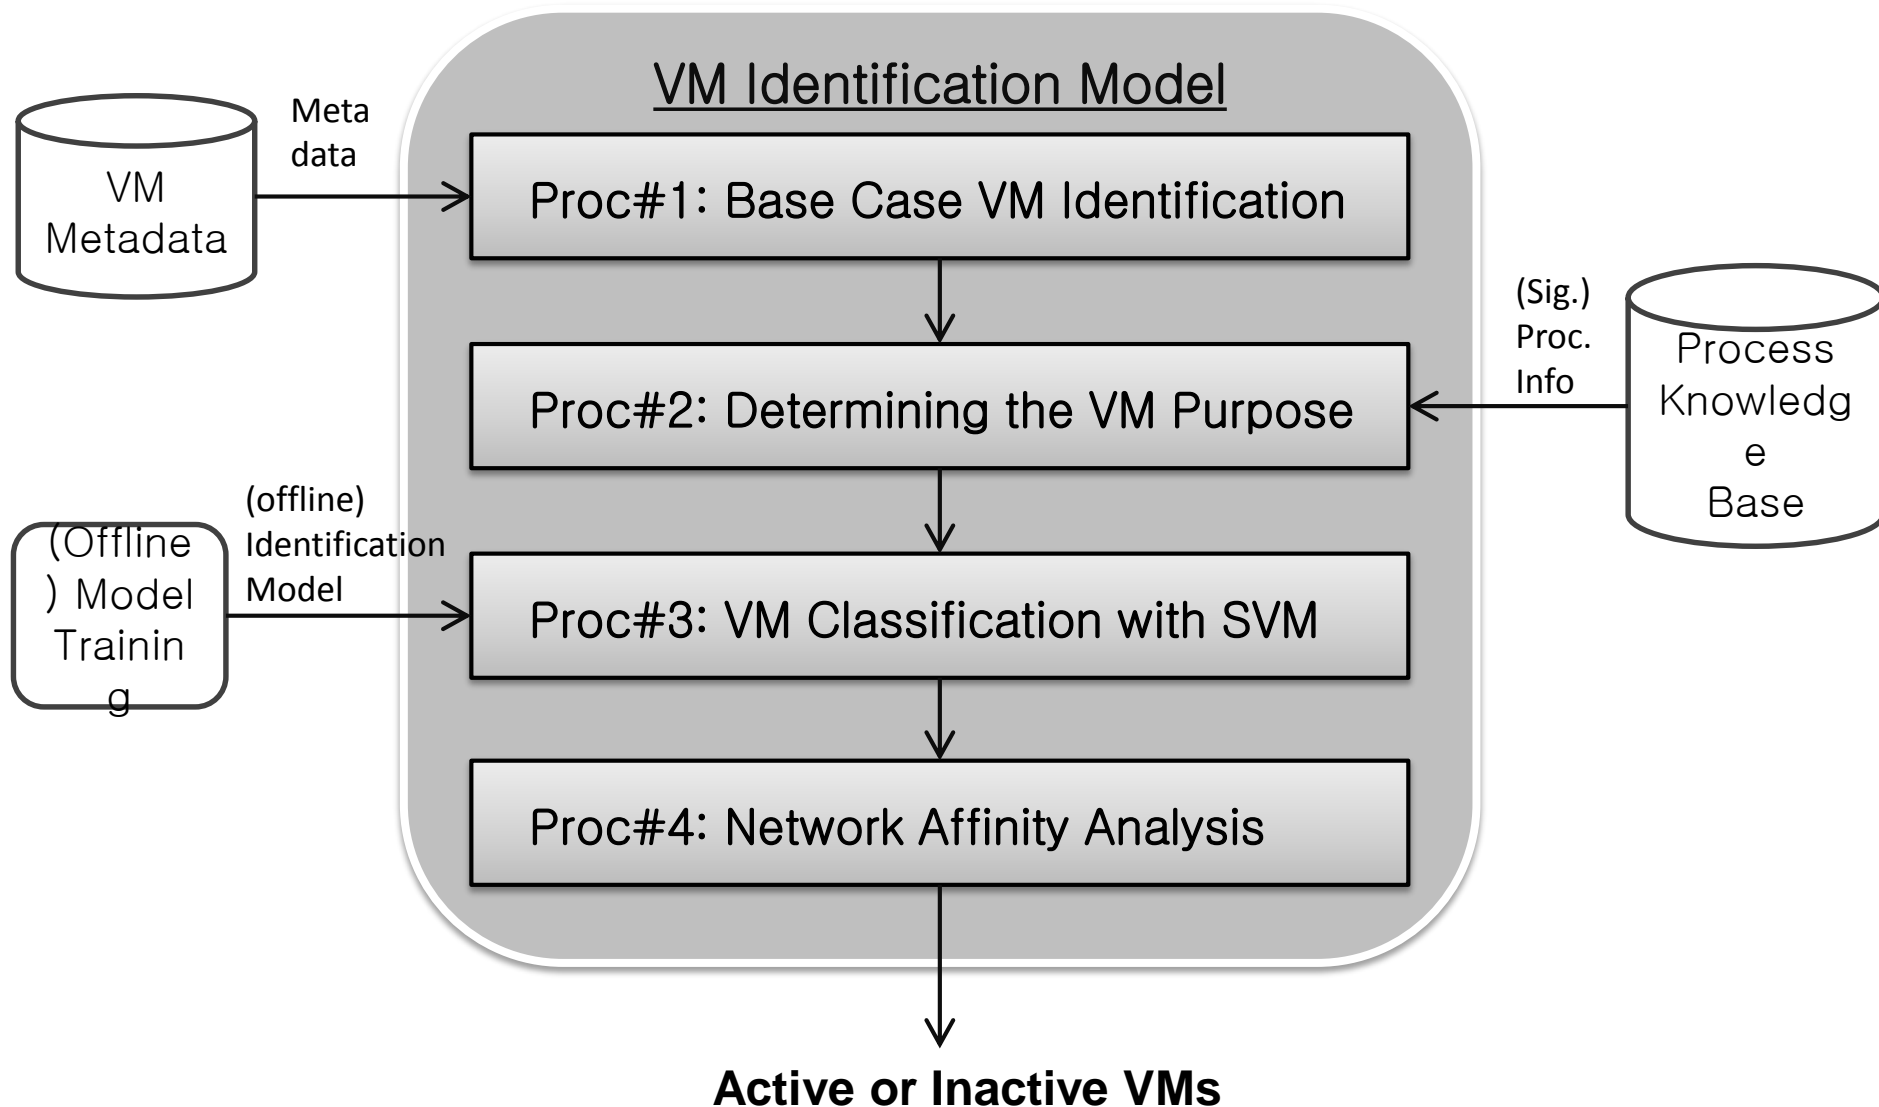 VM Identification Model
Meta
data
VM
Metadata
Proc#1: Base Case VM Identification
(Sig.)
Proc.
Info
Process
Knowledg
e
Base
Proc#2: Determining the VM Purpose
(offline)
Identification
Model
(Offline
) Model
Trainin
g
Proc#3: VM Classification with SVM
Proc#4: Network Affinity Analysis
Active or Inactive VMs